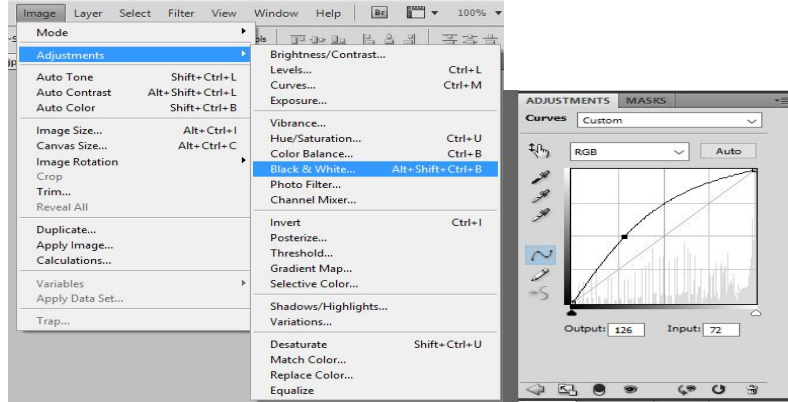 Image Layer Select Filter View Window Help Br 100%
Mode
Adjustments
Auto Tone Shift+Ctrl+L
Auto Contrast Alt+Shift+Ctrl+L
Auto Color Shift+Ctrl+B
Image Size... Alt+Ctrl+I
Canvas Size... Alt+Ctrl+C
Image Rotation
Crop
Trim...
Reveal All
Duplicate...
Apply Image...
Calculations...
Variables
Apply Data Set...
Trap...
Brightness/Contrast...
Levels... Ctrl+L
Curves... Ctrl+M
Exposure...
Vibrance...
Hue/Saturation... Ctrl+U
Color Balance... Ctrl+B
Black & White... Alt+Shift+Ctrl+B
Photo Filter...
Channel Mixer...
Invert Ctrl+I
Posterize...
Threshold...
Gradient Map...
Selective Color...
Shadows/Highlights...
Variations...
Desaturate Shift+Ctrl+U
Match Color...
Replace Color...
Equalize
ADJUSTMENTS MASKS
Curves Custom
RGB Auto
Output: 126 Input: 72